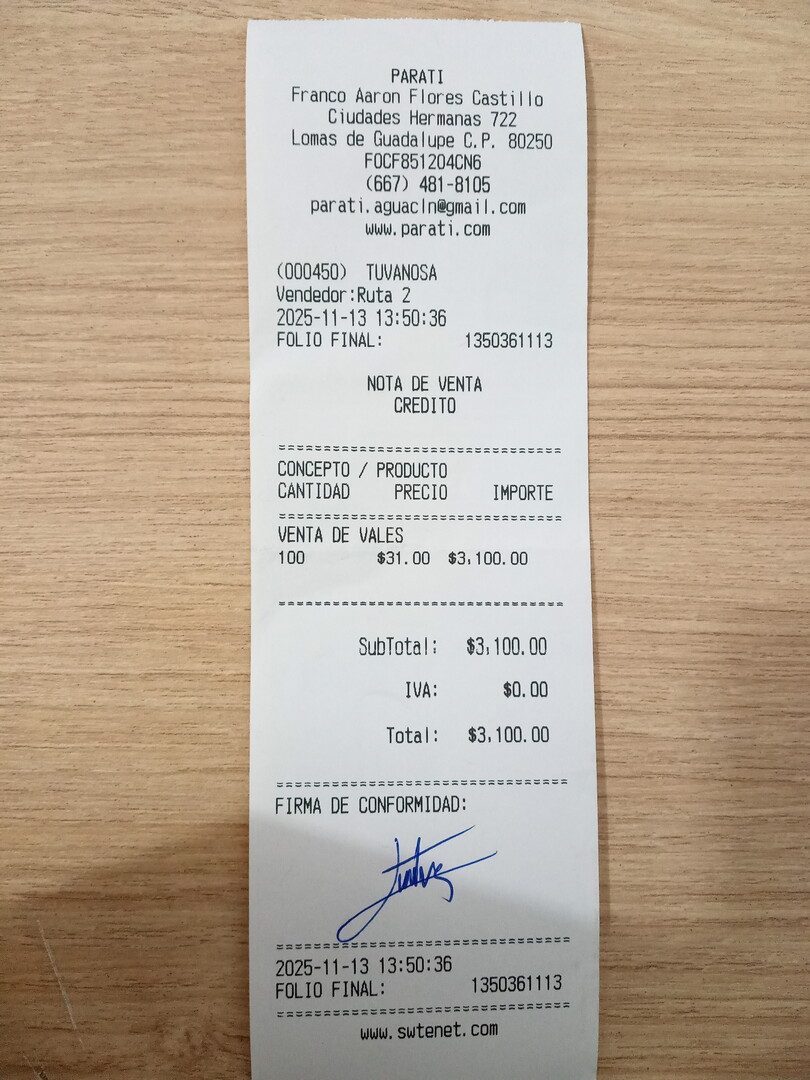 PARATI
Franco Aaron Flores Castillo
Ciudades Hermanas 722
Lomas de Guadalupe C.P. 80250
FOCF851204CN6
(667) 481-8105
parati.aguacln@gmail.com
www.parati.com
(000450) TUVANOSA
Vendedor:Ruta 2
2025-11-13 13:50:36
FOLIO FINAL: 1350361113
NOTA DE VENTA
CREDITO
CONCEPTO / PRODUCTO
CANTIDAD PRECIO IMPORTE
VENTA DE VALES
100 $31.00 $3,100.00
SubTotal: $3,100.00
IVA: $0.00
Total: $3,100.00
FIRMA DE CONFORMIDAD:
2025-11-13 13:50:36
FOLIO FINAL: 1350361113
www.swtenet.com